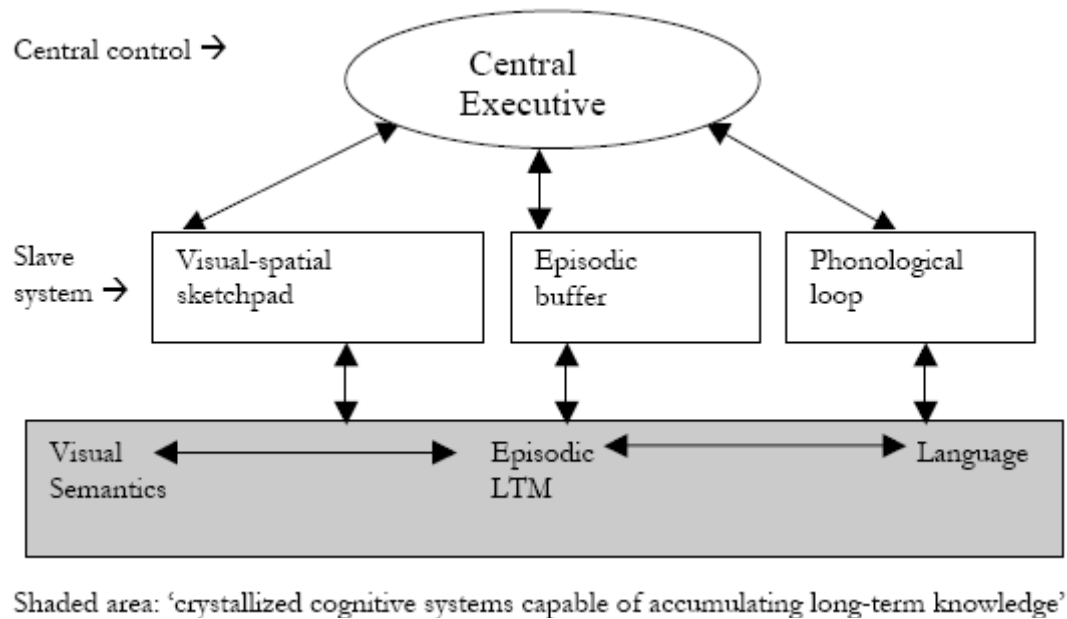 Central control →
Central
Executive
Slave
system →
Visual-spatial
sketchpad
Episodic
buffer
Phonological
loop
Visual
Semantics
Episodic
LTM
Language
Shaded area: ‘crystallized cognitive systems capable of accumulating long-term knowledge’